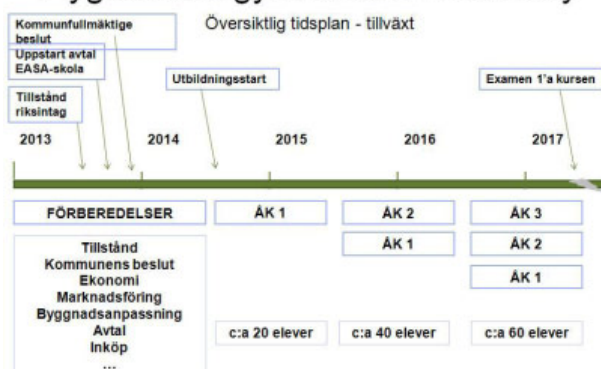 Översiktlig tidsplan - tillväxt
Kommunfullmäktige
beslut
Uppstart avtal
EASA-skola
Tillstånd
riksintag
Utbildningsstart
Examen 1'a kursen
2013
2014
2015
2016
2017
FÖRBEREDELSER
ÅK 1
ÅK 2
ÅK 3
ÅK 1
ÅK 2
ÅK 1
Tillstånd
Kommunens beslut
Ekonomi
Marknadsföring
Byggnadsanpassning
Avtal
Inköp
...
c:a 20 elever
c:a 40 elever
c:a 60 elever